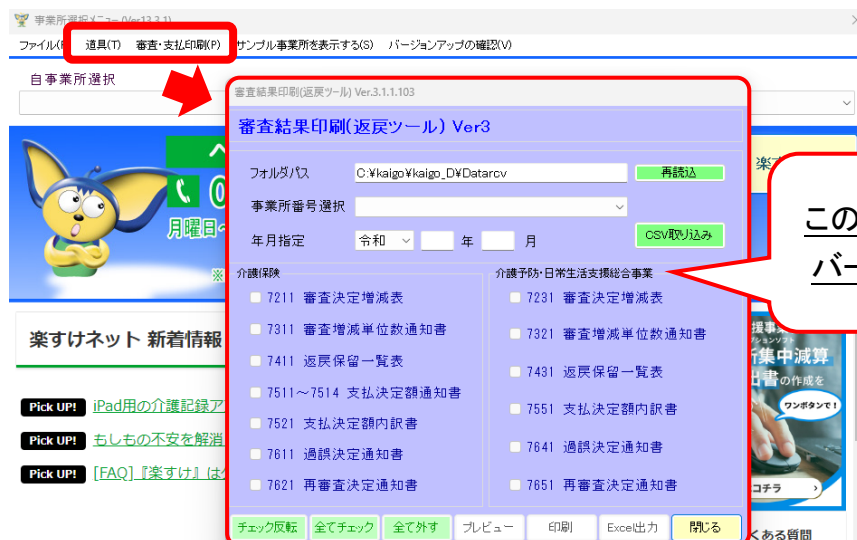 事業所選択メニュー (Ver13.3.1)
ファイル(F) 道具(T) 審査・支払印刷(P) サンプル事業所を表示する(S) バージョンアップの確認(V)
自事業所選択
月曜日~
※
楽すけネット 新着情報
Pick UP! iPad用の介護記録ア
Pick UP! もしもの不安を解消
Pick UP! [FAQ]『楽すけ』は
審査結果印刷(返戻ツール) Ver.3.1.1.103
審査結果印刷(返戻ツール) Ver3
フォルダパス C:¥kaigo¥kaigo_D¥Datarcv 再読込
事業所番号選択
年月指定 令和 年 月 CSV取り込み
介護保険
7211 審査決定増減表
7311 審査増減単位数通知書
7411 返戻保留一覧表
7511~7514 支払決定額通知書
7521 支払決定額内訳書
7611 過誤決定通知書
7621 再審査決定通知書
介護予防・日常生活支援総合事業
7231 審査決定増減表
7321 審査増減単位数通知書
7431 返戻保留一覧表
7551 支払決定額内訳書
7641 過誤決定通知書
7651 再審査決定通知書
チェック反転 全てチェック 全て外す プレビュー 印刷 Excel出力 閉じる
楽
この
バー
集中減算
出書の作成を
ワンボタンで!
コチラ
くある質問